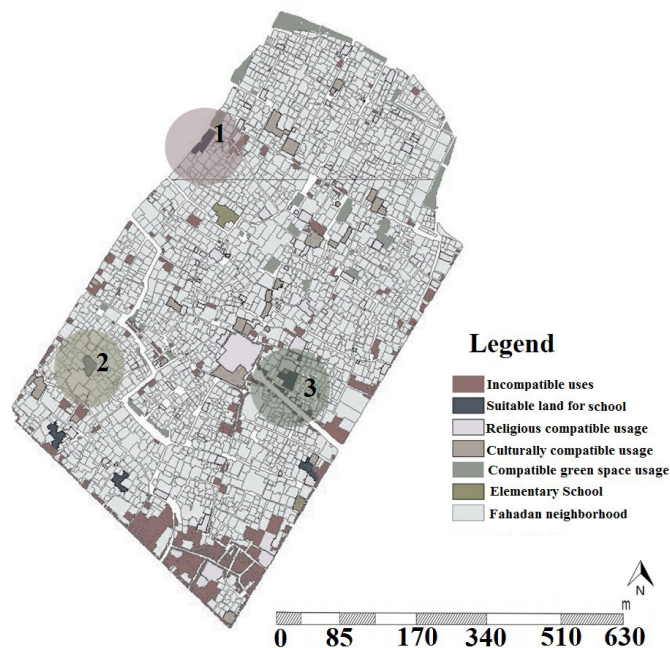 1
2
3
Legend
Incompatible uses
Suitable land for school
Religious compatible usage
Culturally compatible usage
Compatible green space usage
Elementary School
Fahadan neighborhood
N
m
0 85 170 340 510 630